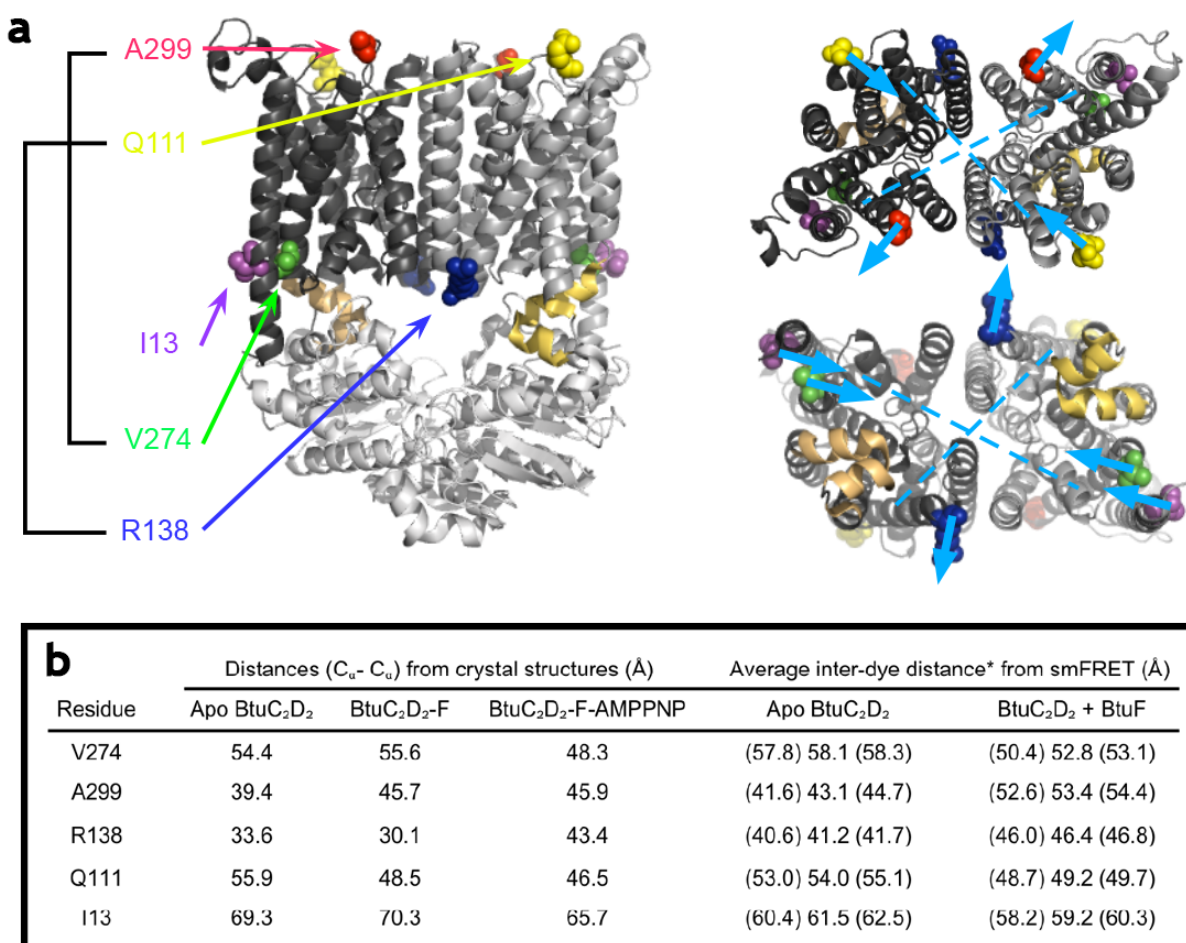 a
A299
Q111
I13
V274
R138
b
Distances (Cα- Cα) from crystal structures (Å) Average inter-dye distance* from smFRET (Å)
Residue Apo BtuC₂D₂ BtuC₂D₂-F BtuC₂D₂-F-AMPPNP Apo BtuC₂D₂ BtuC₂D₂ + BtuF
V274 54.4 55.6 48.3 (57.8) 58.1 (58.3) (50.4) 52.8 (53.1)
A299 39.4 45.7 45.9 (41.6) 43.1 (44.7) (52.6) 53.4 (54.4)
R138 33.6 30.1 43.4 (40.6) 41.2 (41.7) (46.0) 46.4 (46.8)
Q111 55.9 48.5 46.5 (53.0) 54.0 (55.1) (48.7) 49.2 (49.7)
I13 69.3 70.3 65.7 (60.4) 61.5 (62.5) (58.2) 59.2 (60.3)